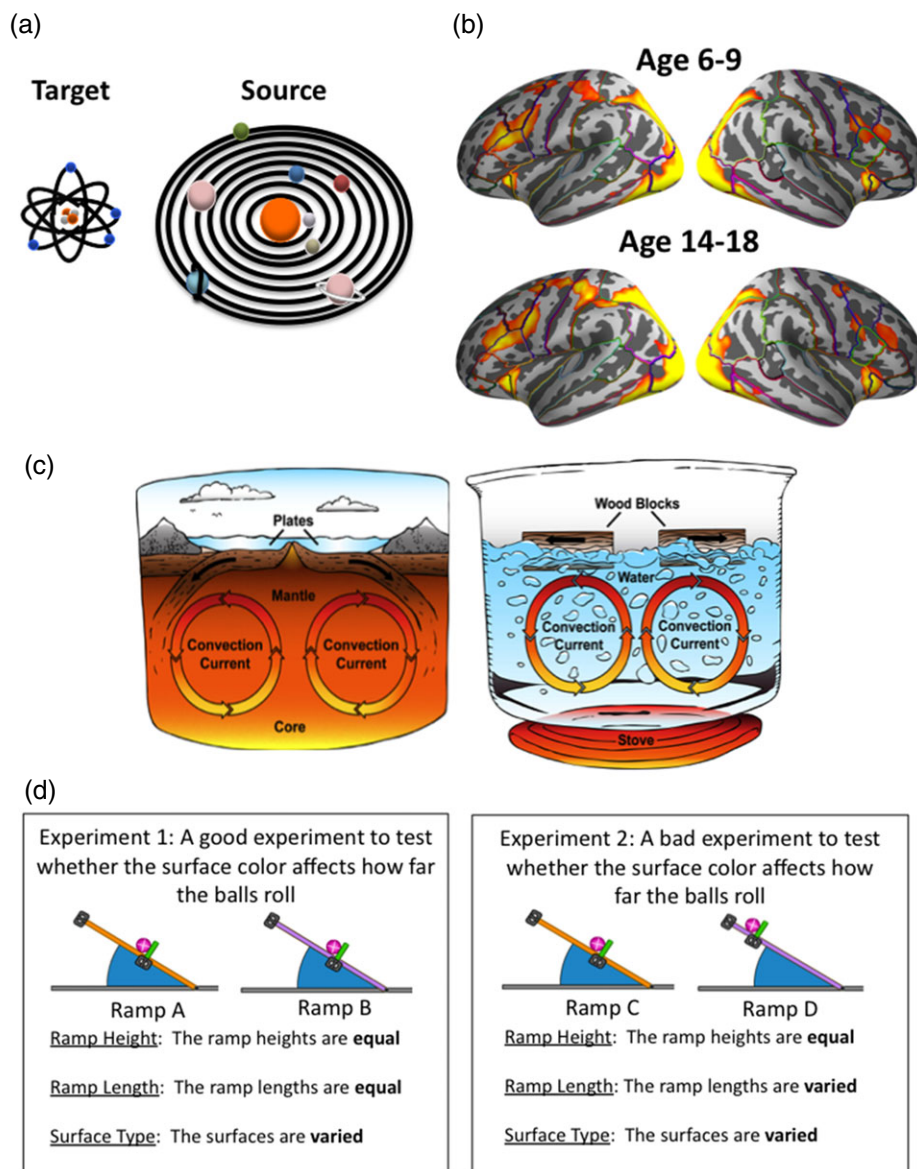 (a)
Target
Source
(b)
Age 6-9
Age 14-18
(c)
Plates
Mantle
Convection
Current
Convection
Current
Core
Wood Blocks
Water
Convection
Current
Convection
Current
Stove
(d)
Experiment 1: A good experiment to test
whether the surface color affects how far
the balls roll
Ramp A
Ramp B
Ramp Height: The ramp heights are equal
Ramp Length: The ramp lengths are equal
Surface Type: The surfaces are varied
Experiment 2: A bad experiment to test
whether the surface color affects how
far the balls roll
Ramp C
Ramp D
Ramp Height: The ramp heights are equal
Ramp Length: The ramp lengths are varied
Surface Type: The surfaces are varied